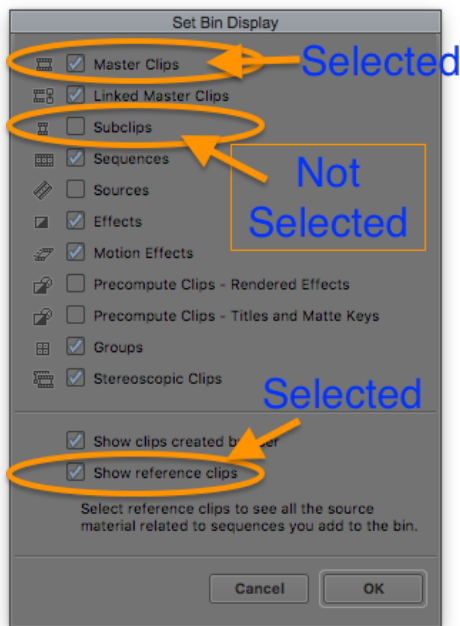 Set Bin Display
Master Clips
Selected
Linked Master Clips
Subclips
Sequences
Not
Selected
Sources
Effects
Motion Effects
Precompute Clips - Rendered Effects
Precompute Clips - Titles and Matte Keys
Groups
Stereoscopic Clips
Selected
Show clips created
Show reference clips
Select reference clips to see all the source
material related to sequences you add to the bin.
Cancel
OK